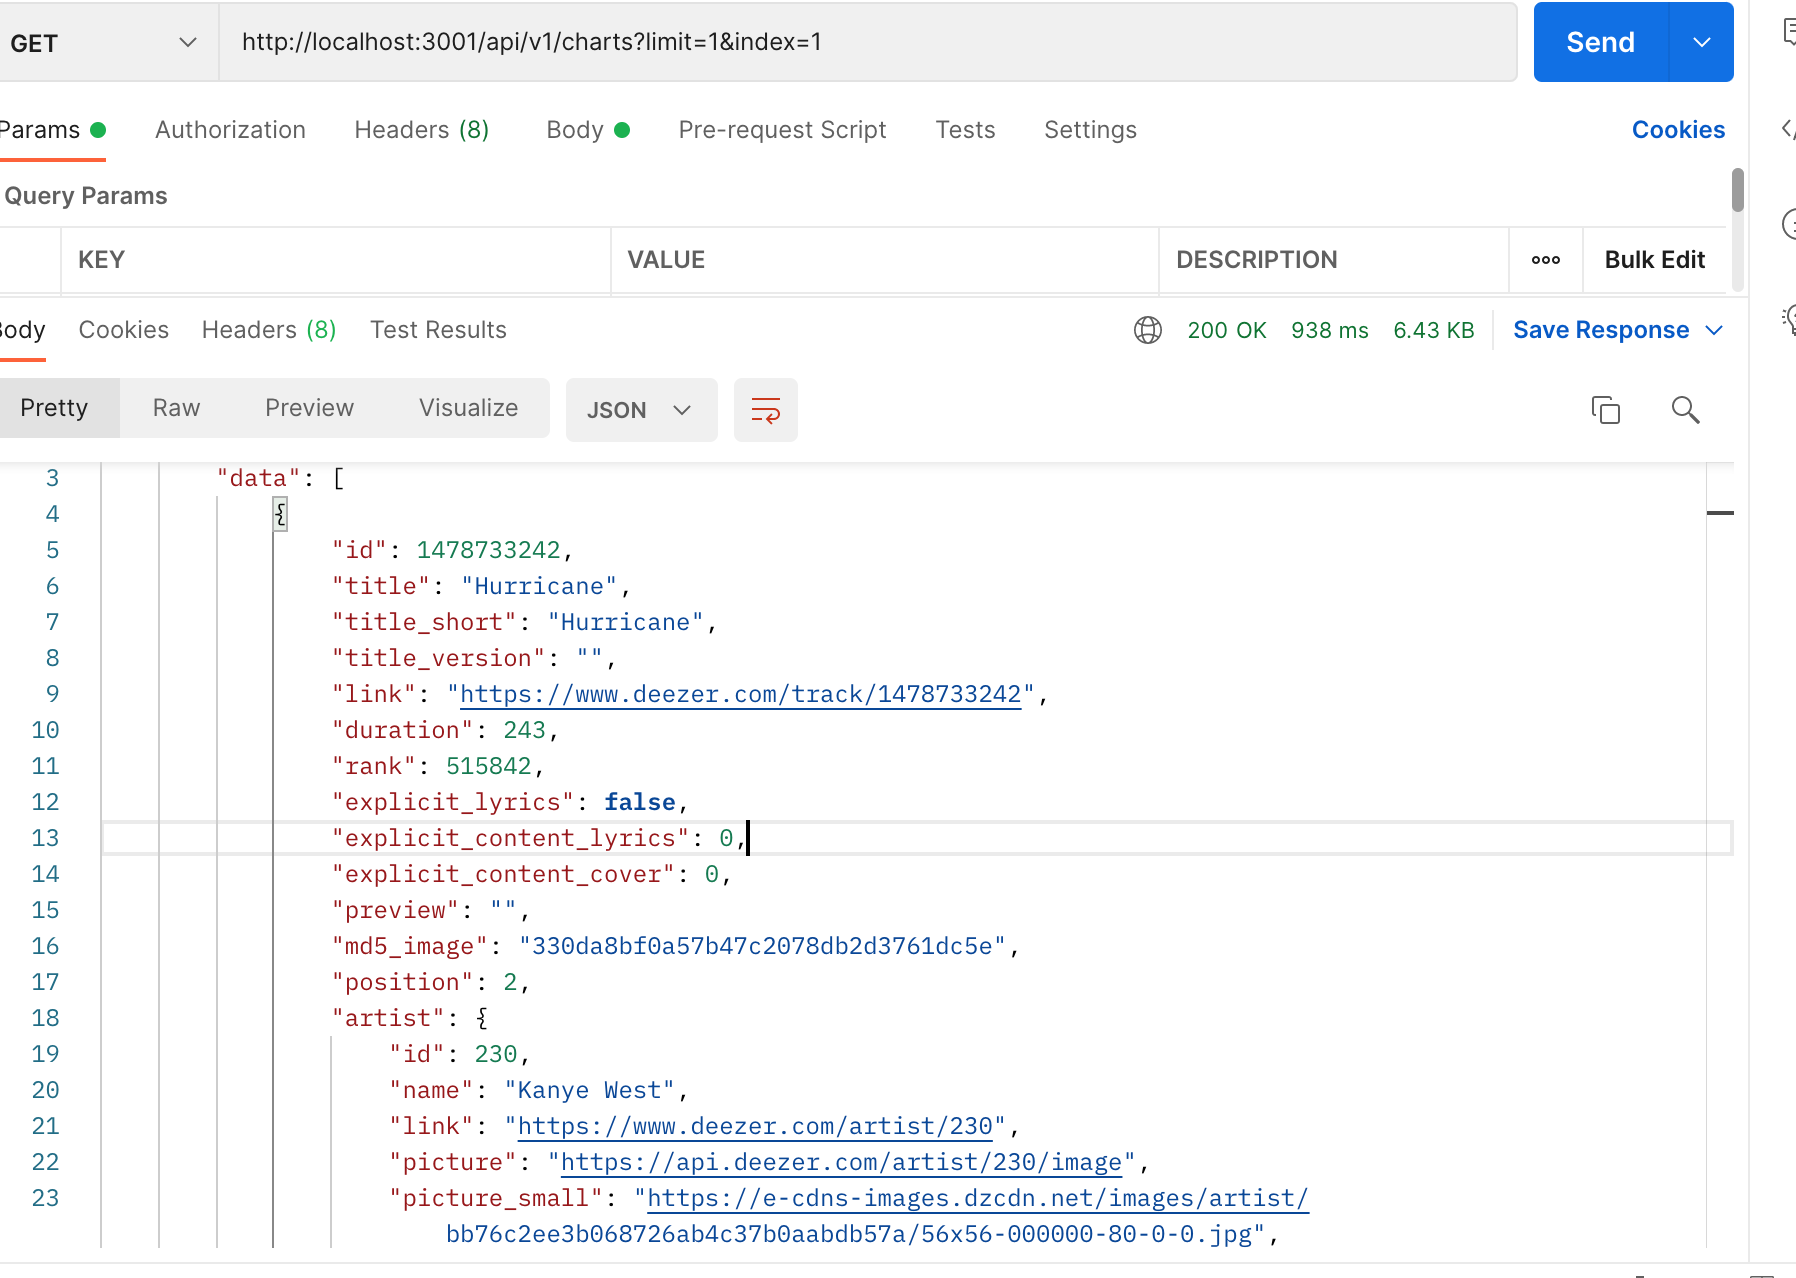 GET http://localhost:3001/api/v1/charts?limit=1&index=1 Send
Params Authorization Headers (8) Body Pre-request Script Tests Settings Cookies
Query Params
KEY VALUE DESCRIPTION Bulk Edit
Body Cookies Headers (8) Test Results 200 OK 938 ms 6.43 KB Save Response
Pretty Raw Preview Visualize JSON
3 "data": [
4 {
5 "id": 1478733242,
6 "title": "Hurricane",
7 "title_short": "Hurricane",
8 "title_version": "",
9 "link": "https://www.deezer.com/track/1478733242",
10 "duration": 243,
11 "rank": 515842,
12 "explicit_lyrics": false,
13 "explicit_content_lyrics": 0,
14 "explicit_content_cover": 0,
15 "preview": "",
16 "md5_image": "330da8bf0a57b47c2078db2d3761dc5e",
17 "position": 2,
18 "artist": {
19 "id": 230,
20 "name": "Kanye West",
21 "link": "https://www.deezer.com/artist/230",
22 "picture": "https://api.deezer.com/artist/230/image",
23 "picture_small": "https://e-cdns-images.dzcdn.net/images/artist/
bb76c2ee3b068726ab4c37b0aabdb57a/56x56-000000-80-0-0.jpg",